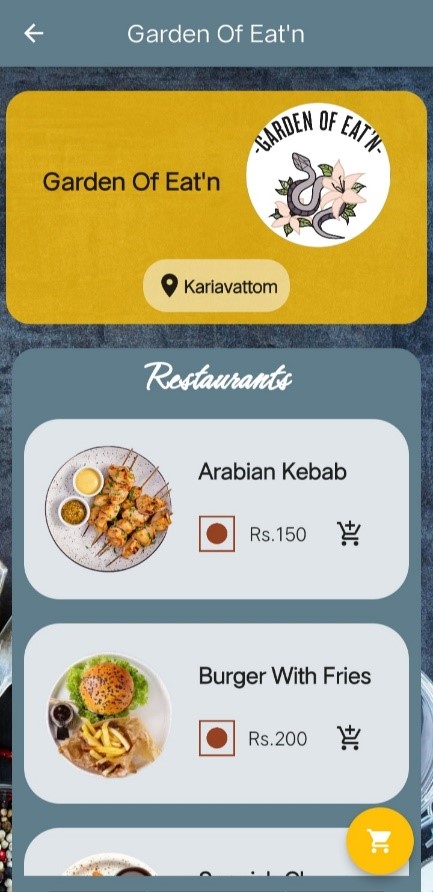 Garden Of Eat'n
-GARDEN OF EAT'N-
Garden Of Eat'n
Kariavattom
Restaurants
Arabian Kebab
Rs.150
Burger With Fries
Rs.200